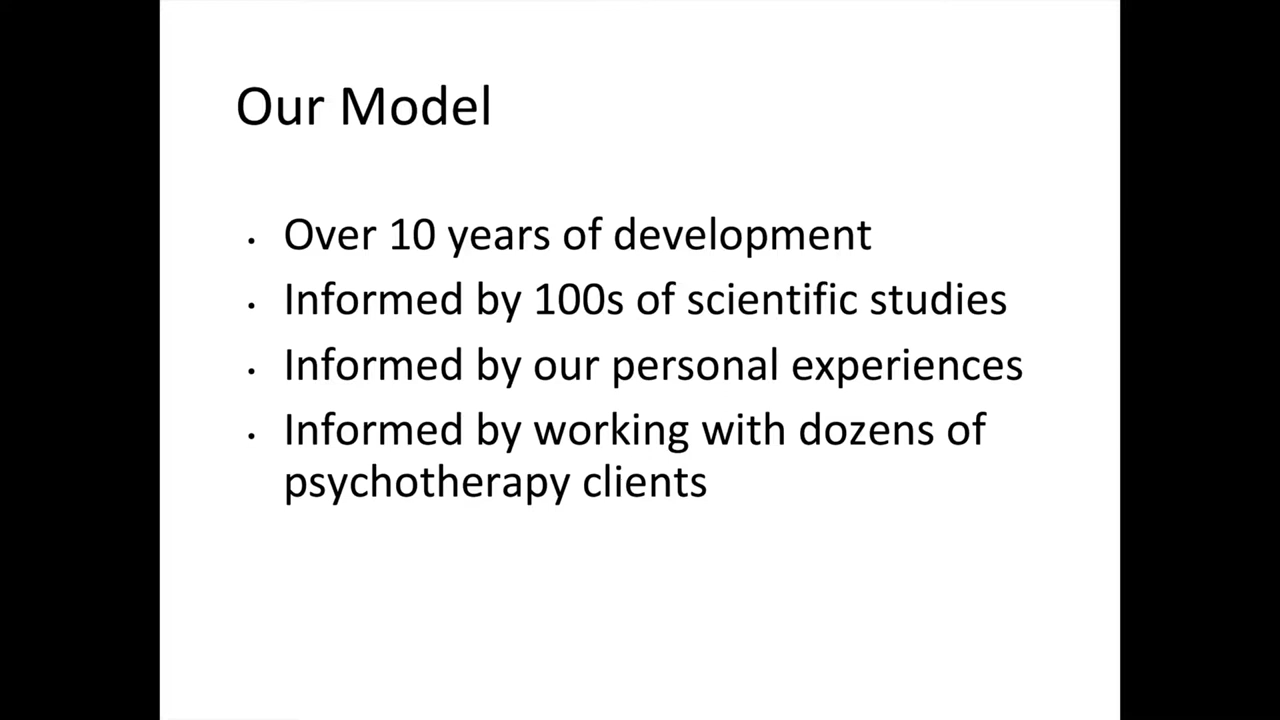 Our Model
• Over 10 years of development
• Informed by 100s of scientific studies
• Informed by our personal experiences
• Informed by working with dozens of
psychotherapy clients